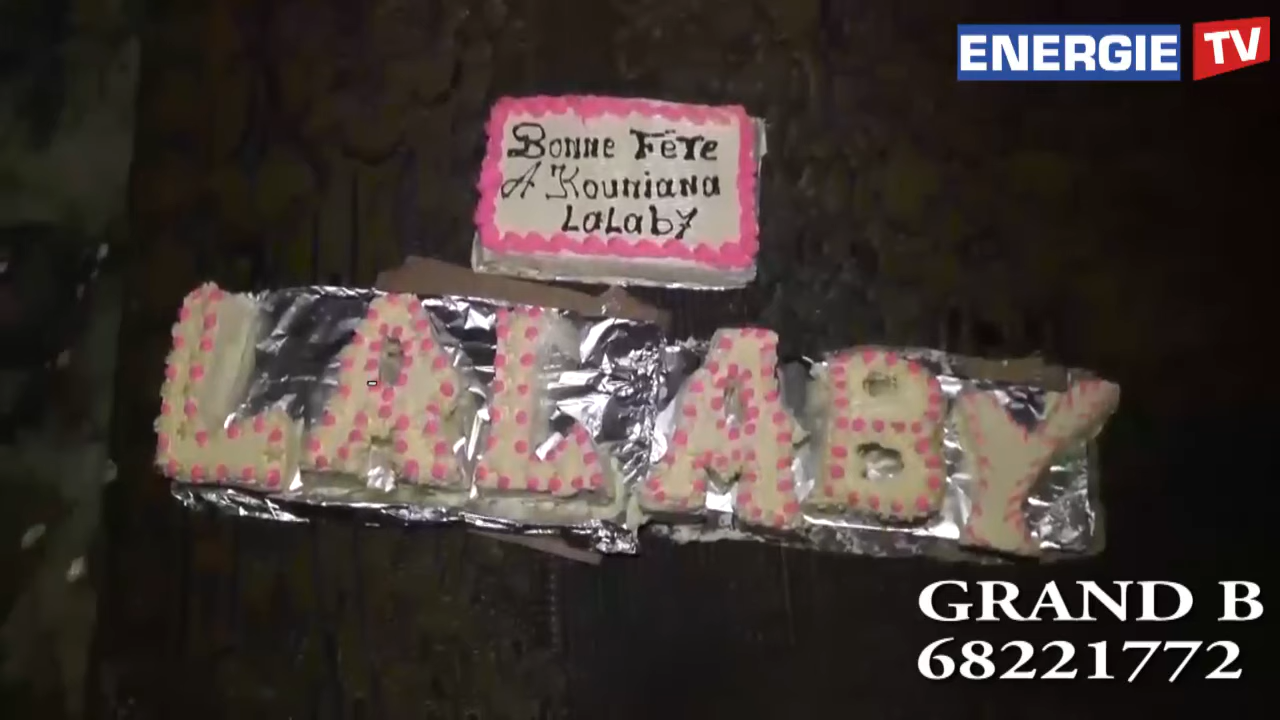 ENERGIE TV
BONNE FêTe
A Kouniana
LaLaby
LALABY
GRAND B
68221772